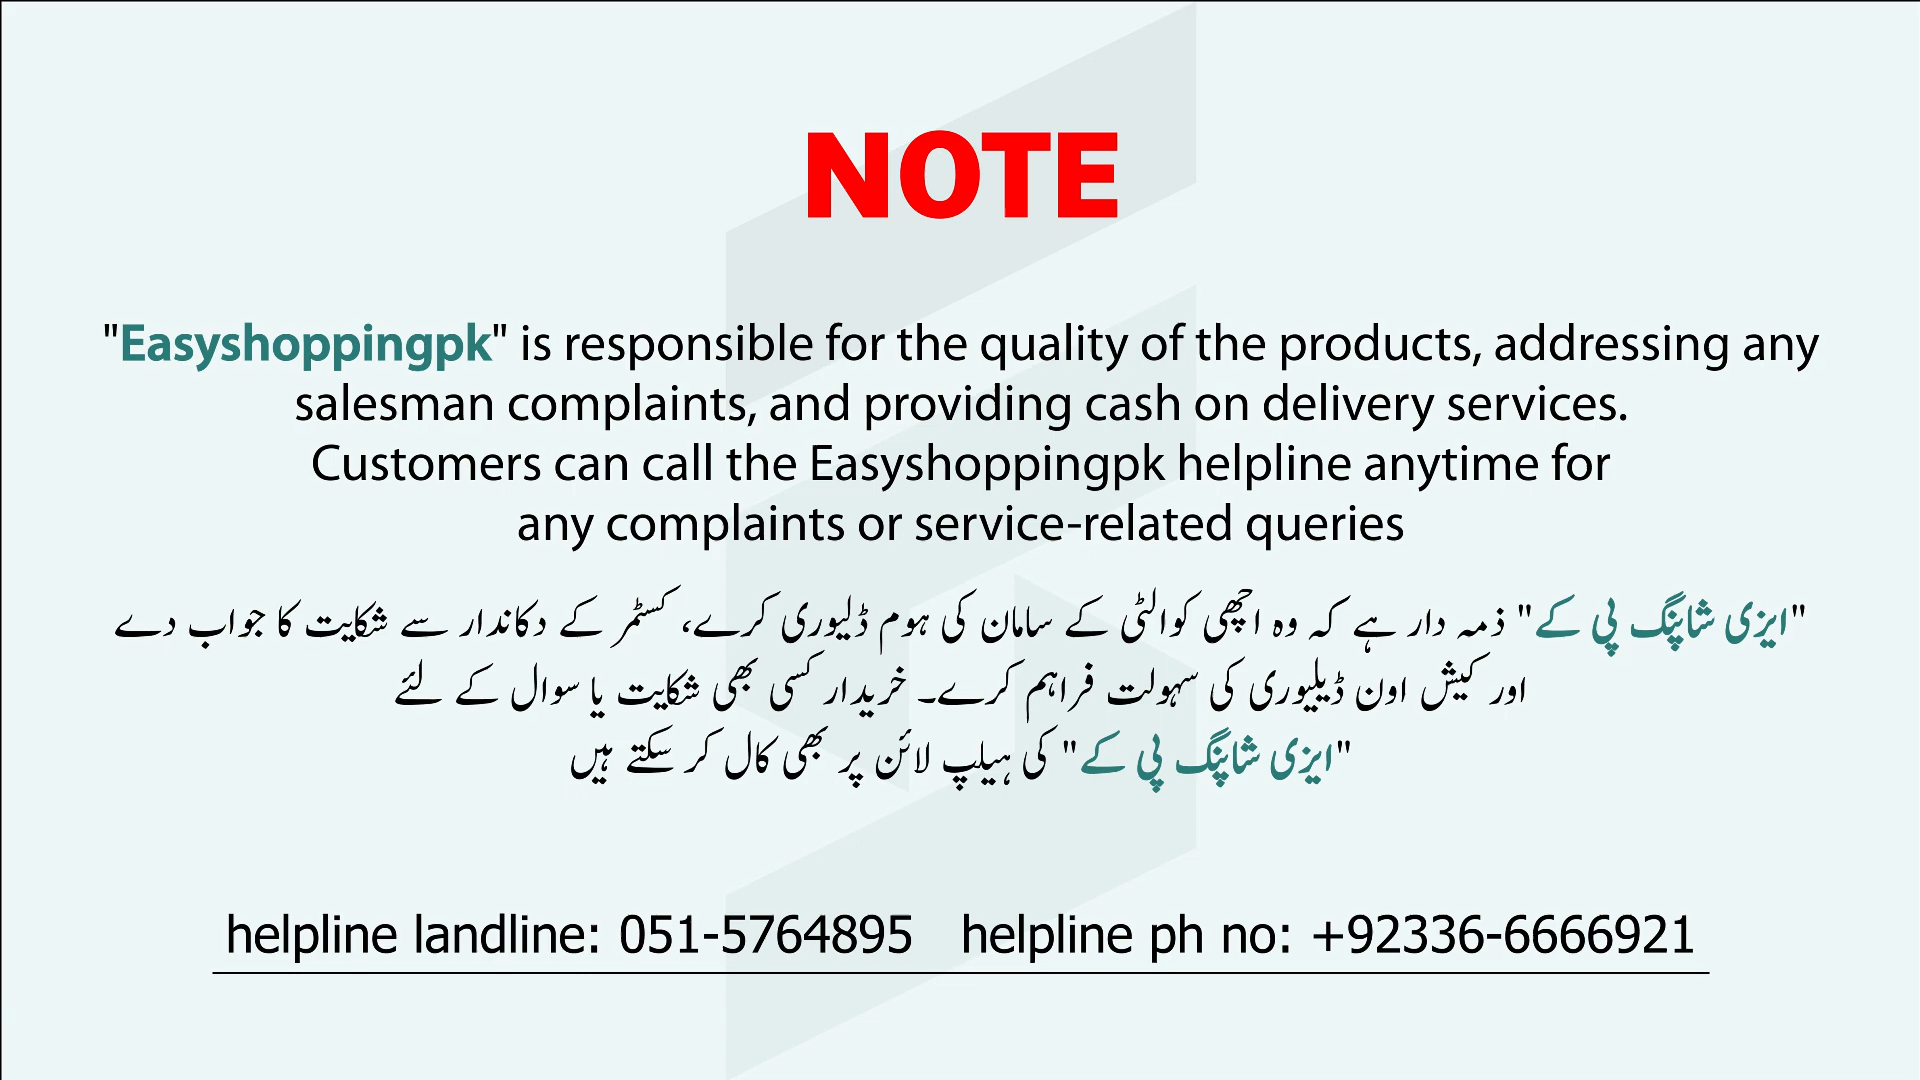 NOTE
"Easyshoppingpk" is responsible for the quality of the products, addressing any
salesman complaints, and providing cash on delivery services.
Customers can call the Easyshoppingpk helpline anytime for
any complaints or service-related queries
"ایزی شاپنگ پی کے" ذمہ دار ہے کہ وہ اچھی کوالٹی کے سامان کی ہوم ڈلیوری کرے، کسٹمر کے دکاندار سے شکایت کا جواب دے
اور کیش اون ڈیلیوری کی سہولت فراہم کرے۔ خریدار کسی بھی شکایت یا سوال کے لئے
"ایزی شاپنگ پی کے" کی ہیلپ لائن پر بھی کال کر سکتے ہیں
helpline landline: 051-5764895   helpline ph no: +92336-6666921